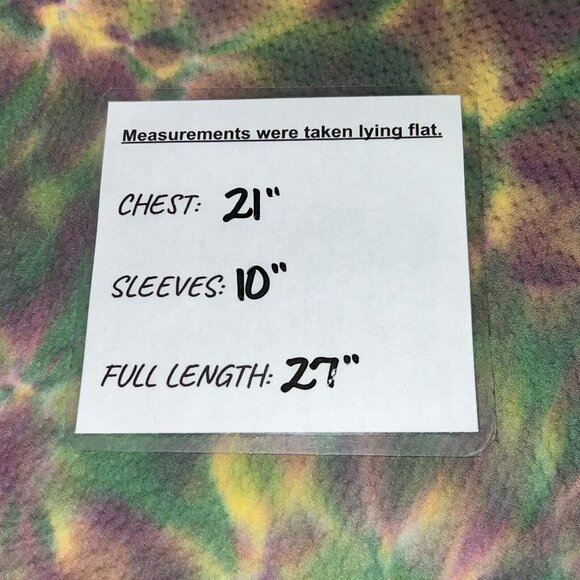 Measurements were taken lying flat.
CHEST: 21"
SLEEVES: 10"
FULL LENGTH: 27"